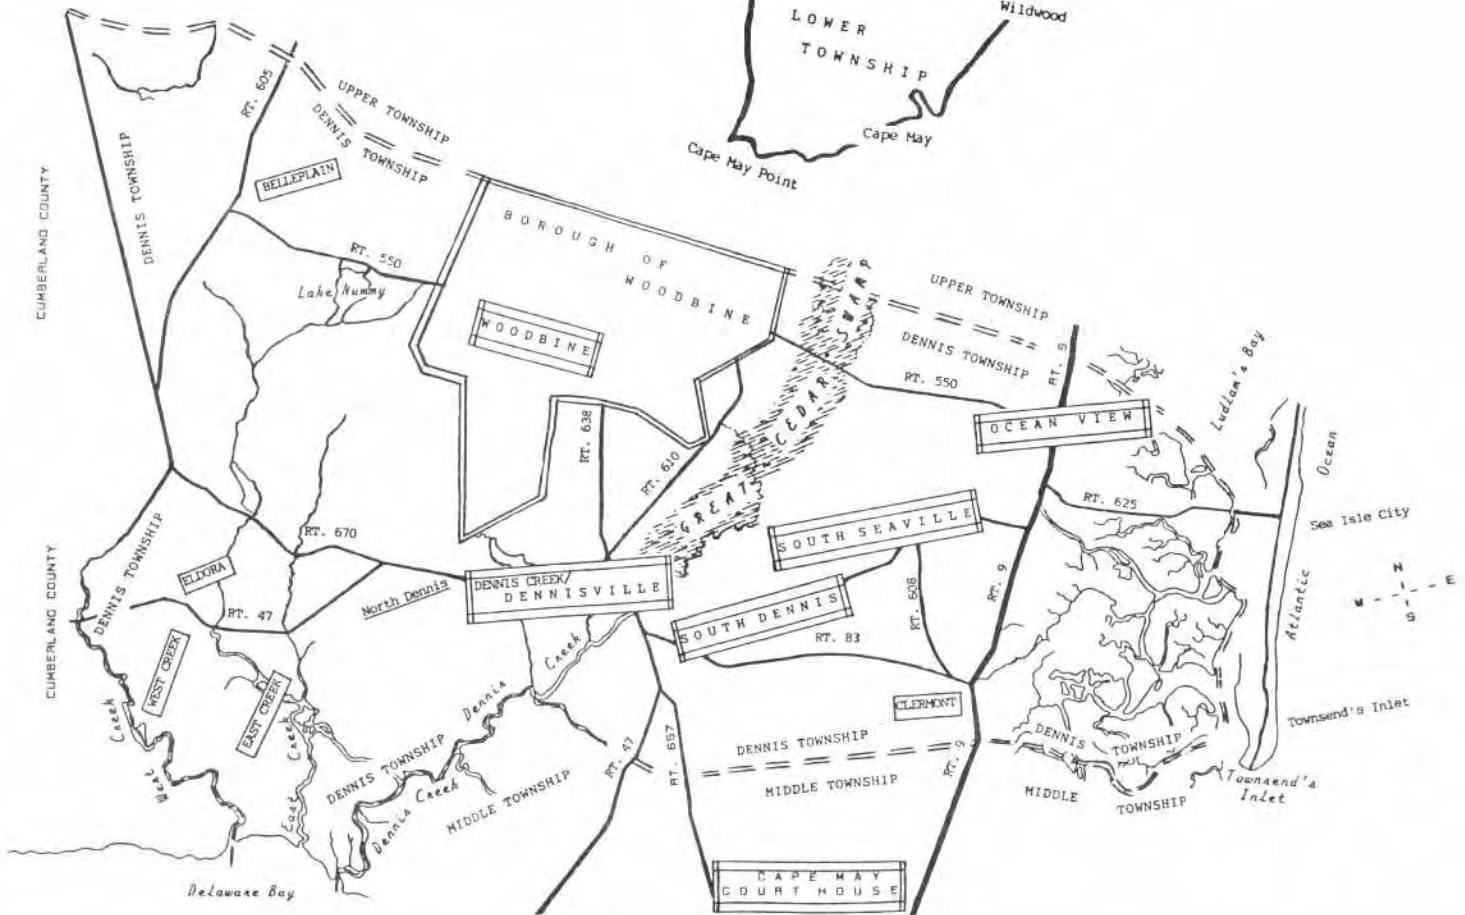 Wildwood
LOWER
TOWNSHIP
Cape May
Cape May Point
RT. 605
UPPER TOWNSHIP
DENNIS TOWNSHIP
CUMBERLAND COUNTY
DENNIS TOWNSHIP
BELLEPLAIN
RT. 550
Lake Nummy
BOROUGH OF
WOODBINE
WOODBINE
GREAT CEDAR SWAMP
UPPER TOWNSHIP
DENNIS TOWNSHIP
RT. 9
RT. 550
Ludlam's Bay
OCEAN VIEW
Ocean
RT. 638
RT. 610
RT. 625
Sea Isle City
SOUTH SEAVILLE
RT. 670
CUMBERLAND COUNTY
DENNIS TOWNSHIP
ELDORA
North Dennis
DENNIS CREEK/
DENNISVILLE
SOUTH DENNIS
RT. 608
RT. 9
N
W
E
S
Atlantic
RT. 47
RT. 83
Creek
WEST CREEK
EAST CREEK
Dennis
CLERMONT
Townsend's Inlet
Creek
West
Creek
East
DENNIS TOWNSHIP
Dennis
Creek
MIDDLE TOWNSHIP
RT. 47
RT. 657
DENNIS TOWNSHIP
MIDDLE TOWNSHIP
RT. 9
DENNIS TOWNSHIP
MIDDLE TOWNSHIP
Townsend's
Inlet
Delaware Bay
CAPE MAY
COURT HOUSE